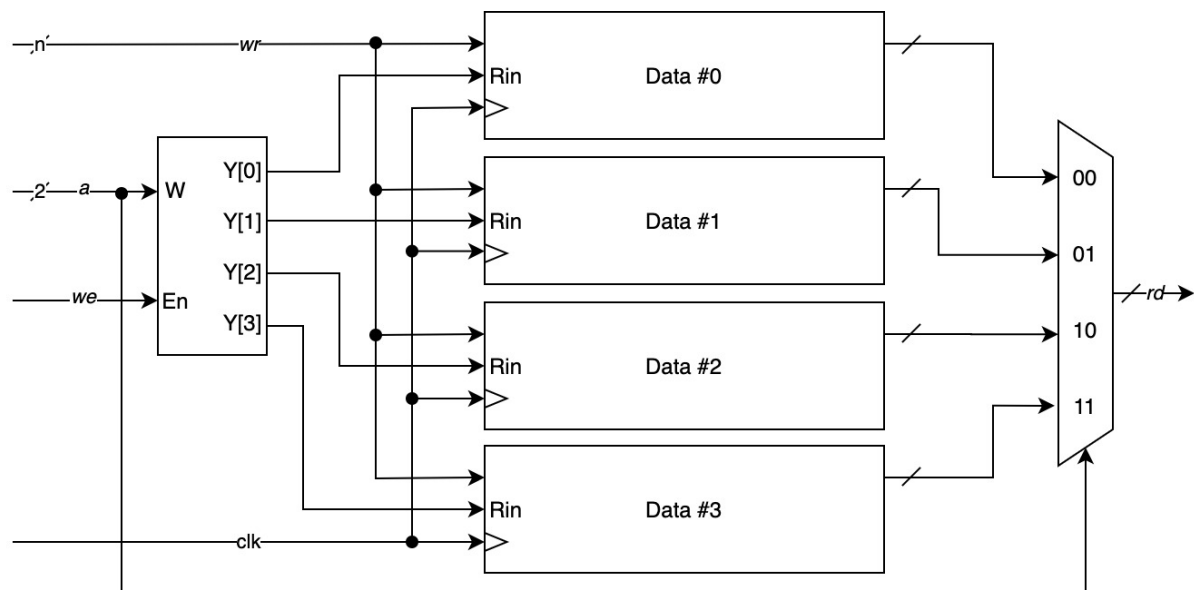 n
wr
Rin
Data #0
Y[0]
2
a
W
Y[1]
Rin
Data #1
Y[2]
we
En
Y[3]
Rin
Data #2
Rin
Data #3
clk
00
01
10
11
rd